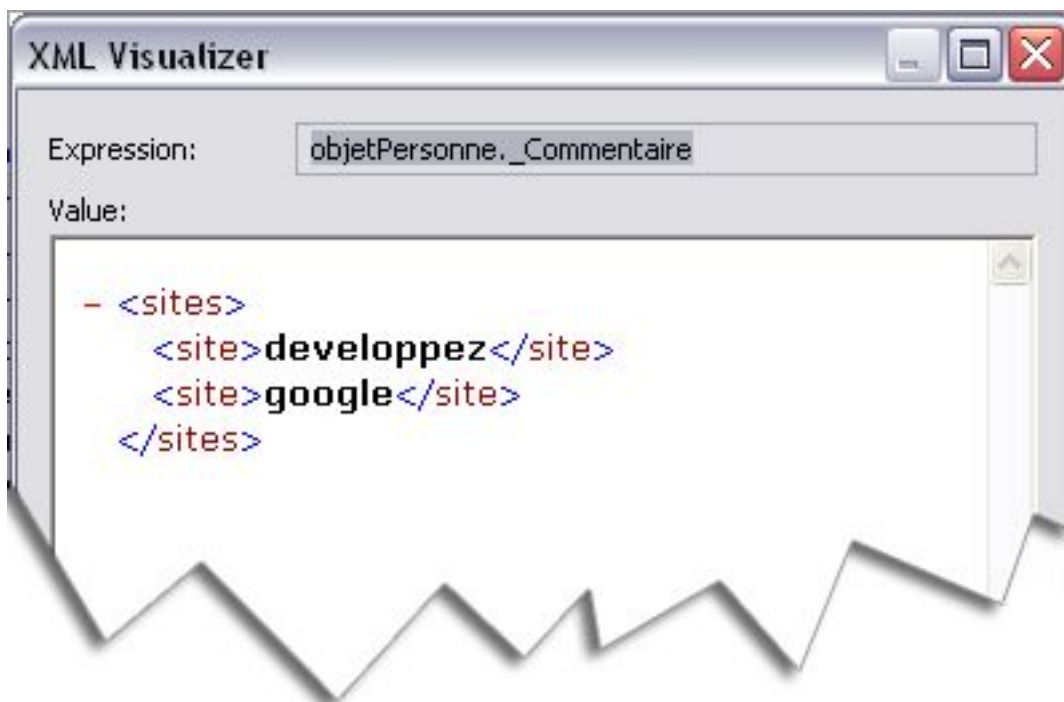 XML Visualizer
Expression: objetPersonne._Commentaire
Value:
- <sites>
<site>developpez</site>
<site>google</site>
</sites>